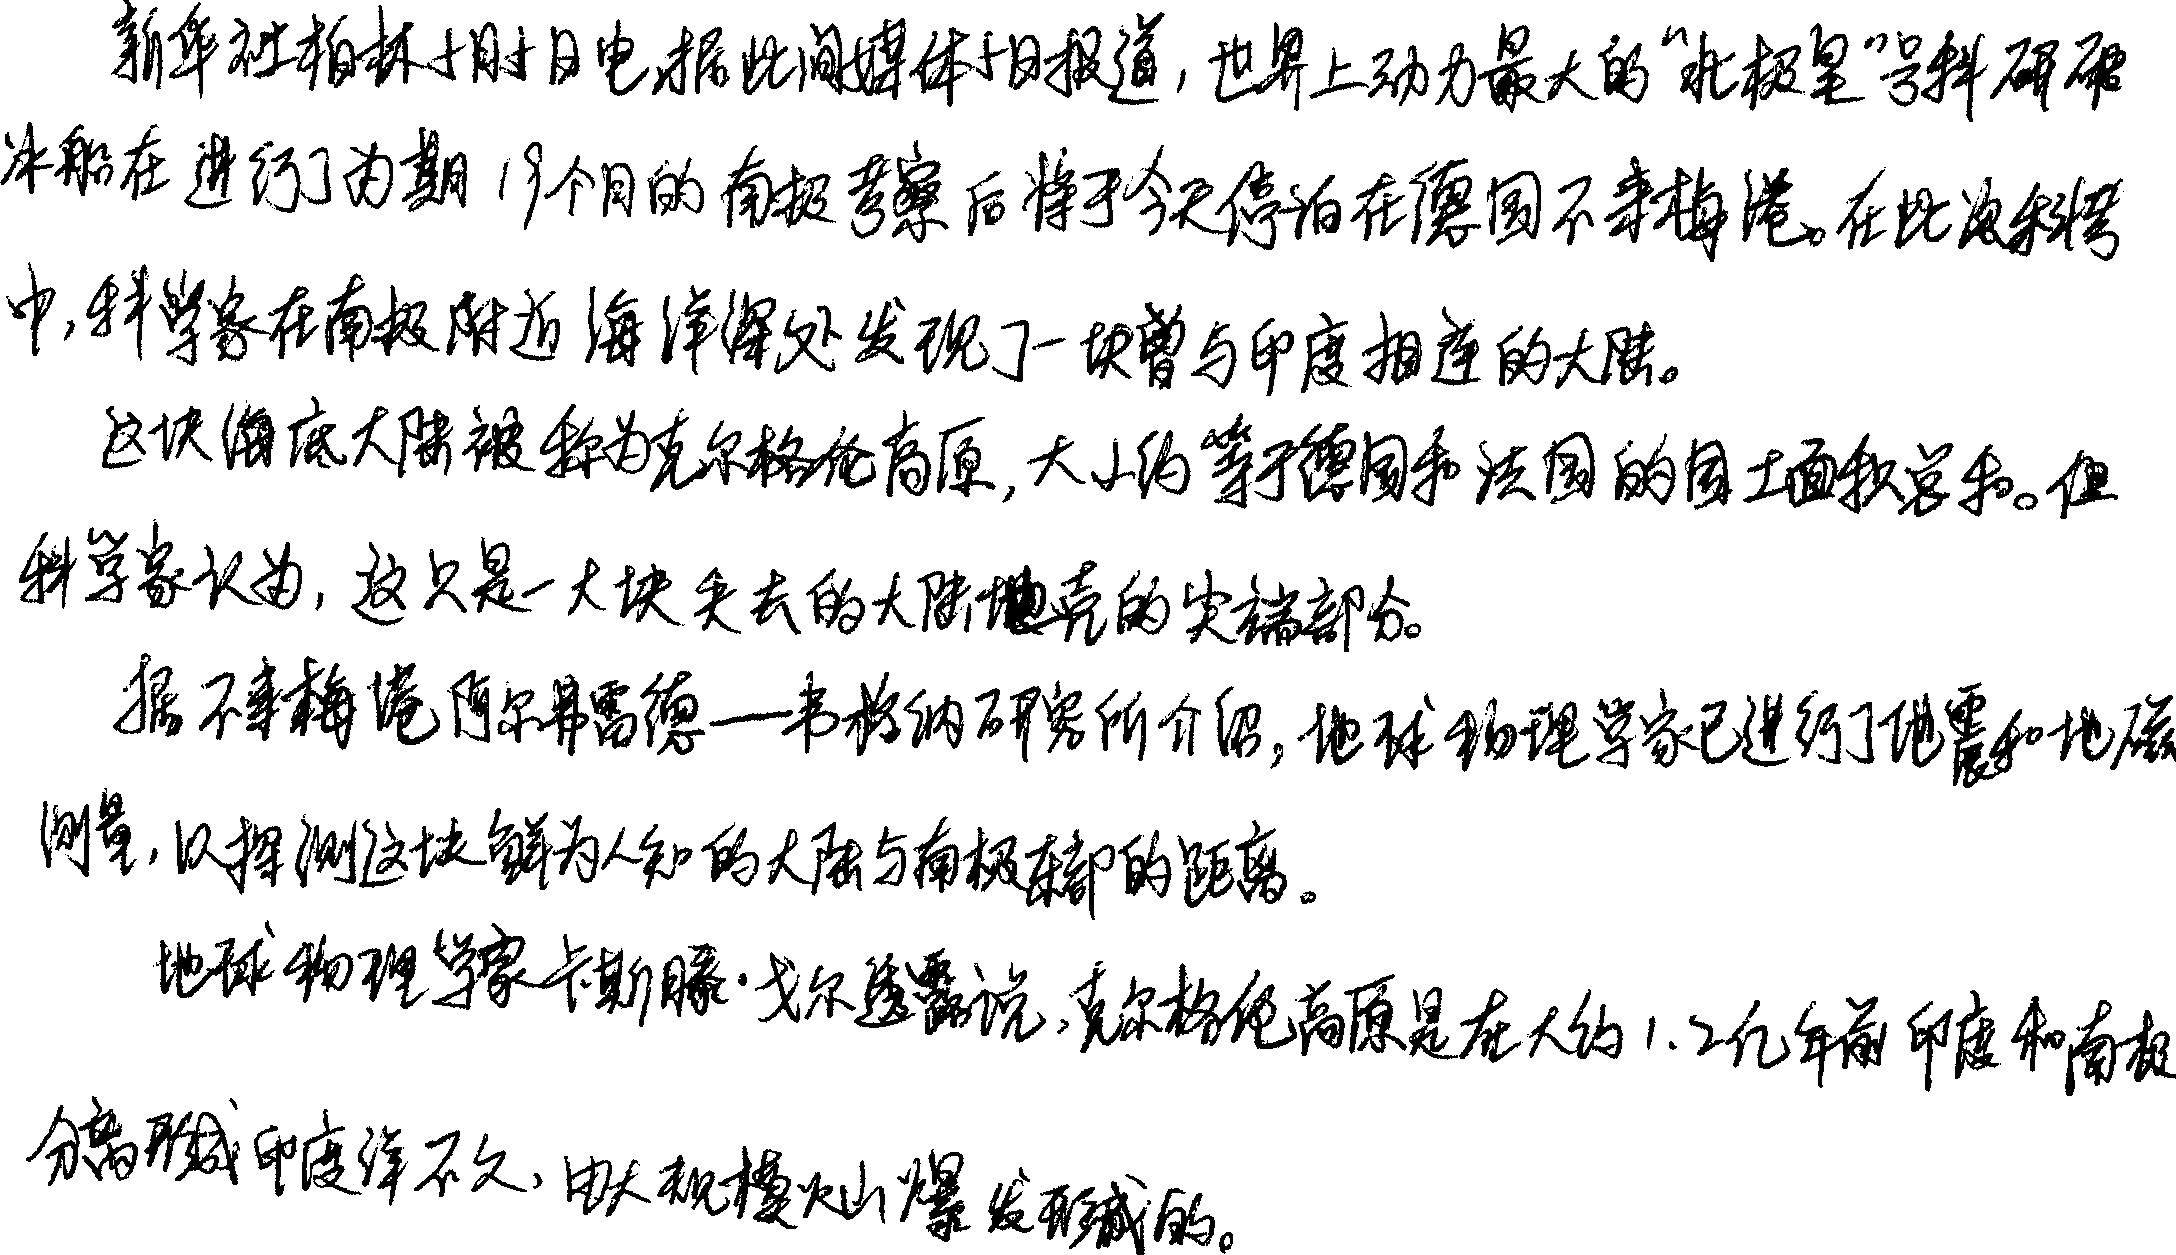 新华社柏林5月5日电,据此间媒体5日报道,世界上动力最大的“北极星”号科研破
冰船在进行了为期19个月的南极考察后将于今天停泊在德国不来梅港。在此次科考
中,科学家在南极附近海洋深处发现了一块曾与印度相连的大陆。
这块海底大陆被称为克尔格伦高原,大小约等于德国和法国的国土面积总和。但
科学家认为,这只是一大块失去的大陆地壳的尖端部分。
据不来梅港阿尔弗雷德——韦格纳研究所介绍,地球物理学家已进行了地震和地磁
测量,以探测这块鲜为人知的大陆与南极东部的距离。
地球物理学家卡斯滕·戈尔透露说,克尔格伦高原是在大约1.2亿年前印度和南极
分离形成印度洋不久,由大规模火山爆发形成的。